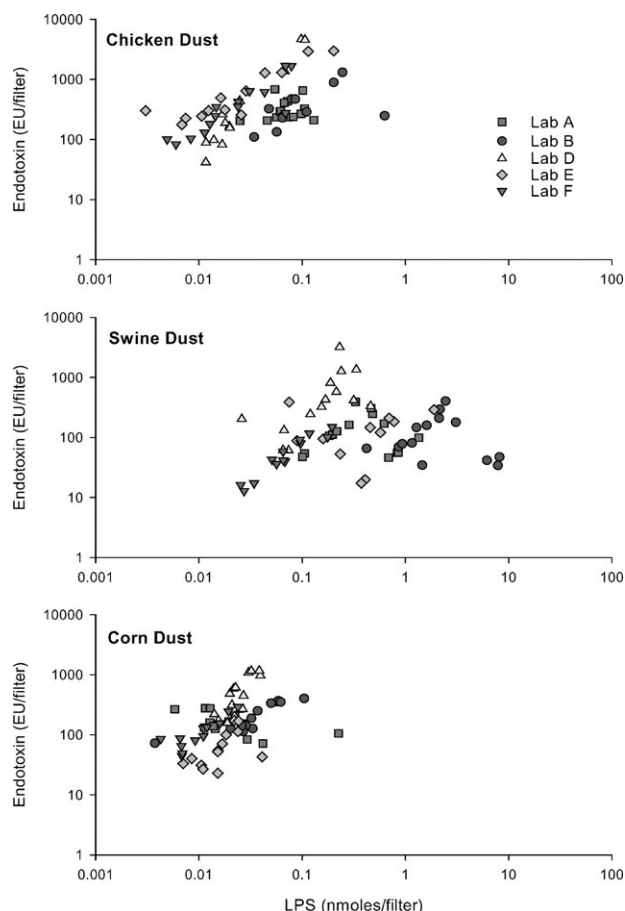 Chicken Dust
Endotoxin (EU/filter)
10000
1000
100
10
1
0.001
0.01
0.1
1
10
100
Lab A
Lab B
Lab D
Lab E
Lab F
Swine Dust
Endotoxin (EU/filter)
10000
1000
100
10
1
0.001
0.01
0.1
1
10
100
Corn Dust
Endotoxin (EU/filter)
10000
1000
100
10
1
0.001
0.01
0.1
1
10
100
LPS (nmoles/filter)